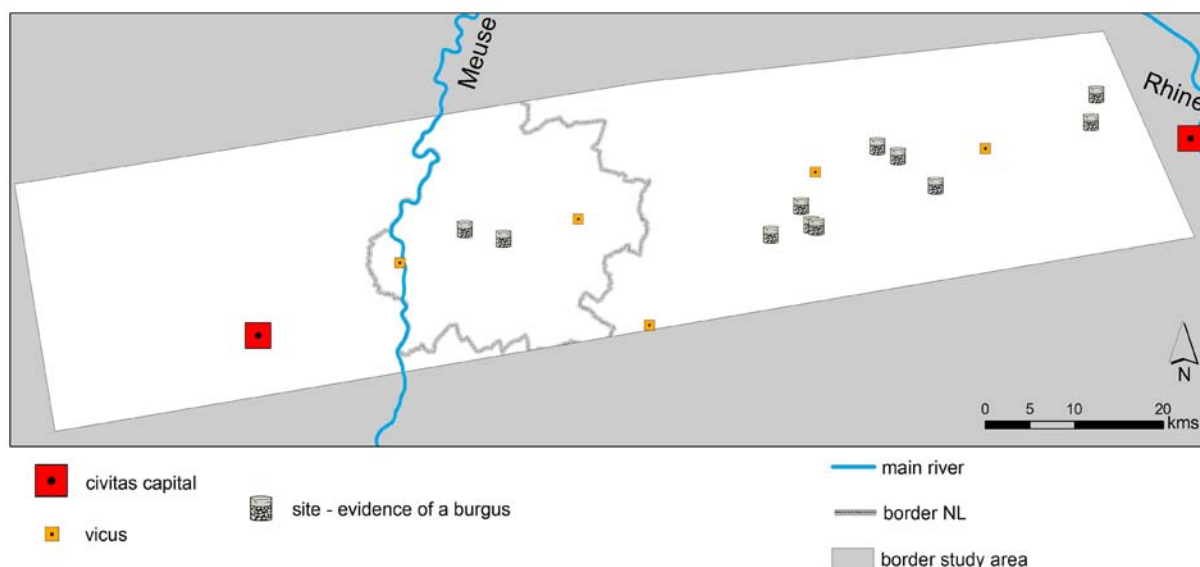 Meuse
Rhine
N
0 5 10 20
kms
civitas capital
vicus
site - evidence of a burgus
main river
border NL
border study area